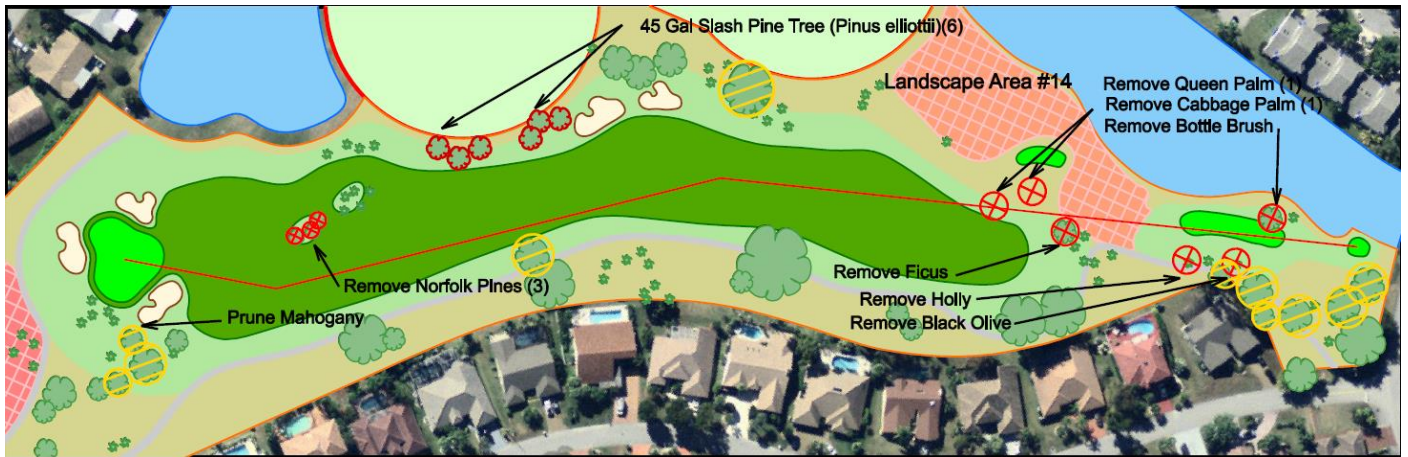 45 Gal Slash Pine Tree (Pinus elliottii)(6)
Landscape Area #14
Remove Queen Palm (1)
Remove Cabbage Palm (1)
Remove Bottle Brush
Remove Ficus
Remove Norfolk PInes (3)
Remove Holly
Prune Mahogany
Remove Black Olive